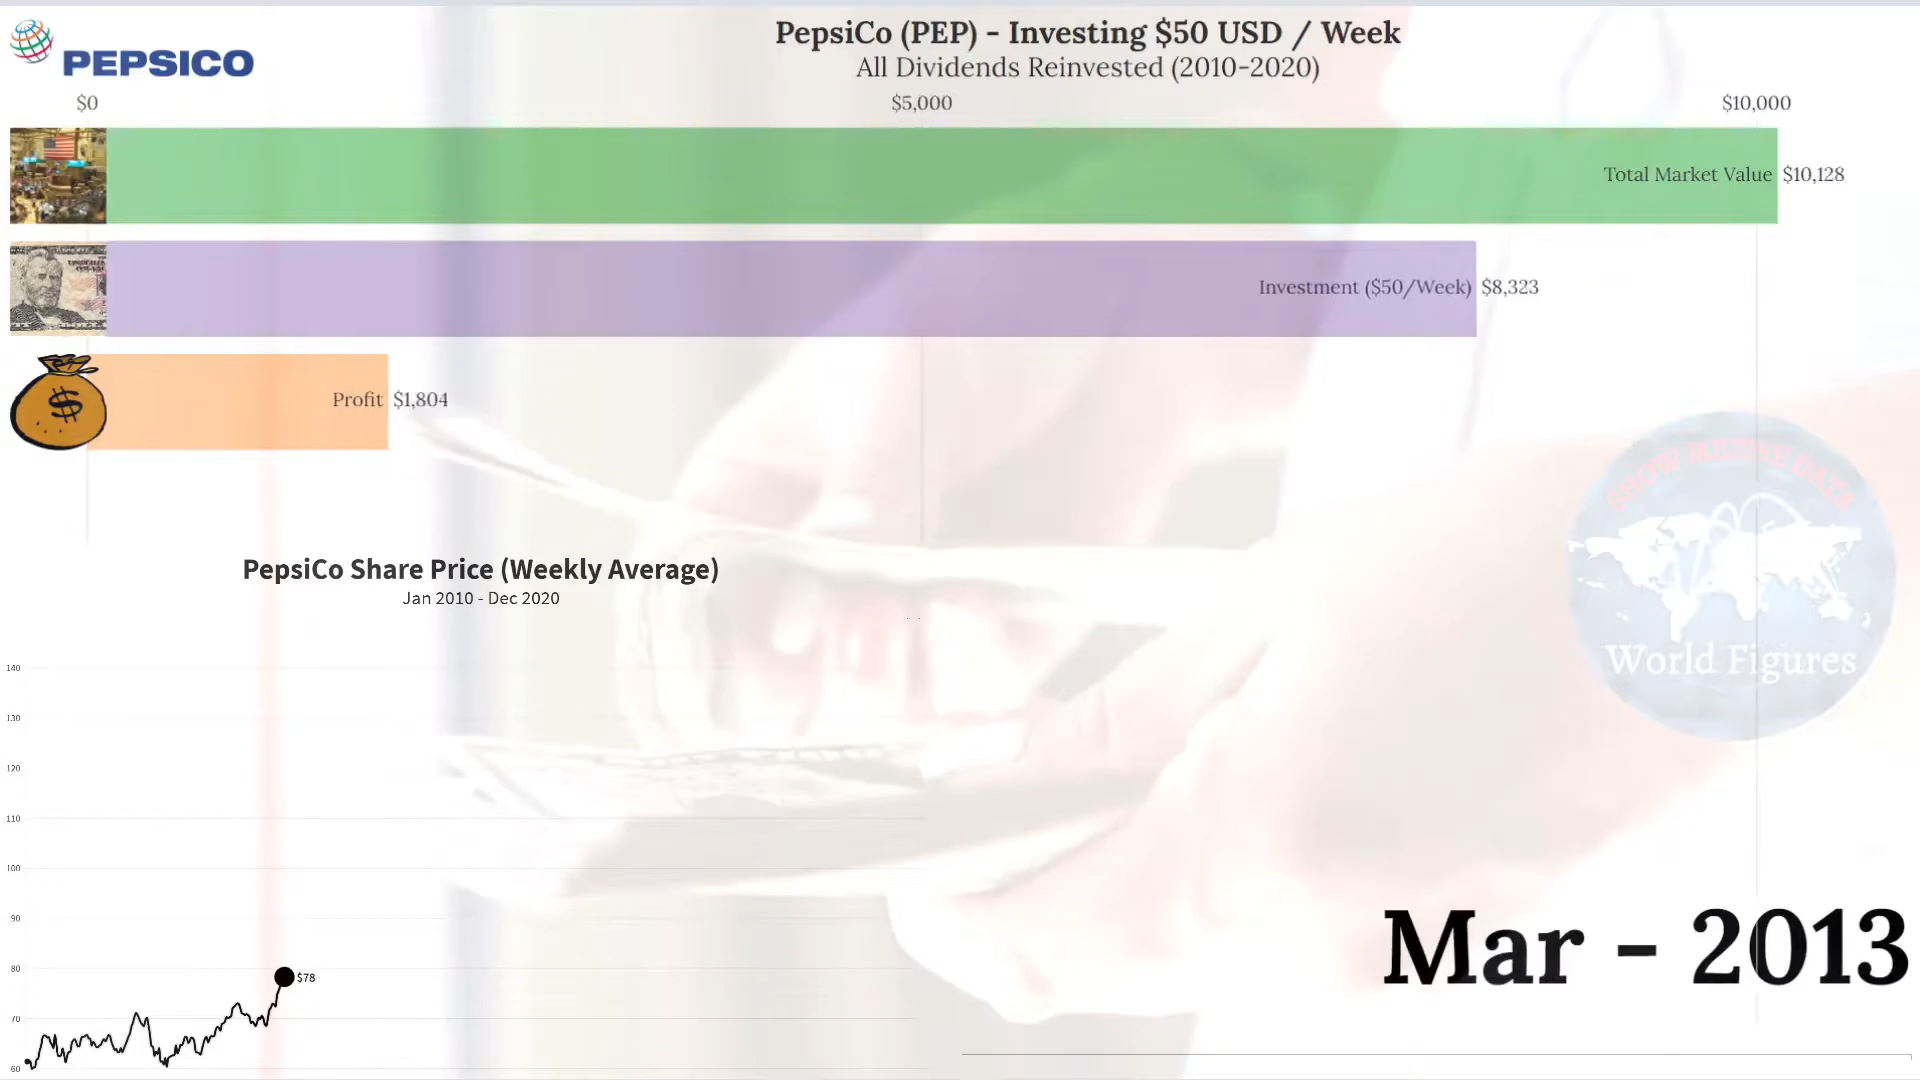 PepsiCo (PEP) - Investing $50 USD / Week
All Dividends Reinvested (2010-2020)
PEPSICO
$0 $5,000 $10,000
Total Market Value $10,128
Investment ($50/Week) $8,323
Profit $1,804
World Figures
PepsiCo Share Price (Weekly Average)
Jan 2010 - Dec 2020
140
130
120
110
100
90
80
70
60
$78
Mar - 2013